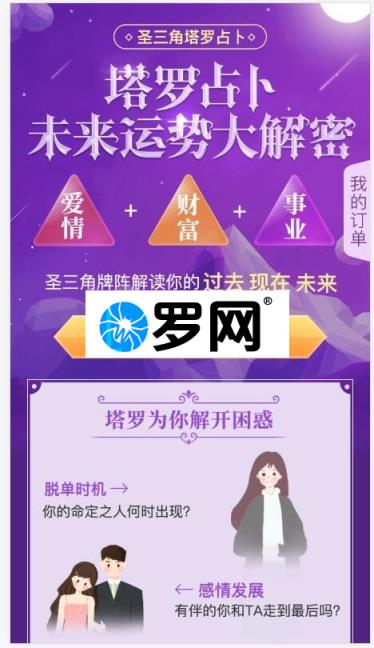 圣三角塔罗占卜
塔罗占卜
未来运势大解密
爱情 + 财富 + 事业
我的订单
圣三角牌阵解读你的 过去 现在 未来
罗网®
塔罗为你解开困惑
脱单时机 →
你的命定之人何时出现?
← 感情发展
有伴的你和TA走到最后吗?